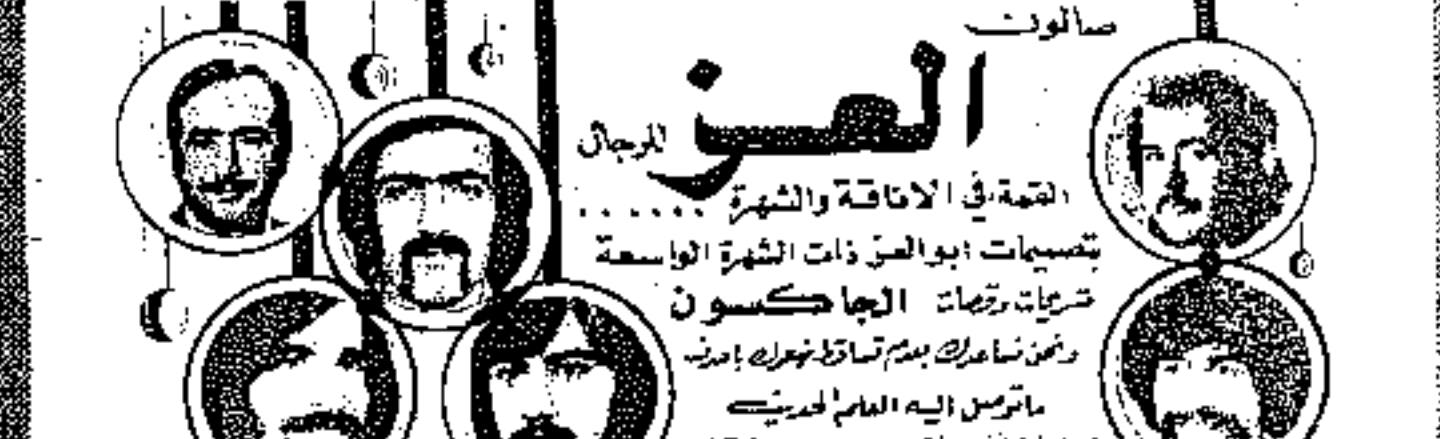 صالون
العز
للرجال
القمة في الاناقة والشهرة ......
بتصميمات ابو العز ذات الشهرة الواسعة
تسريحات وقصات الجاكسون
ونحن نساعدك بعدم تساقط شعرك باحدث
ماتوصل اليه العلم الحديث